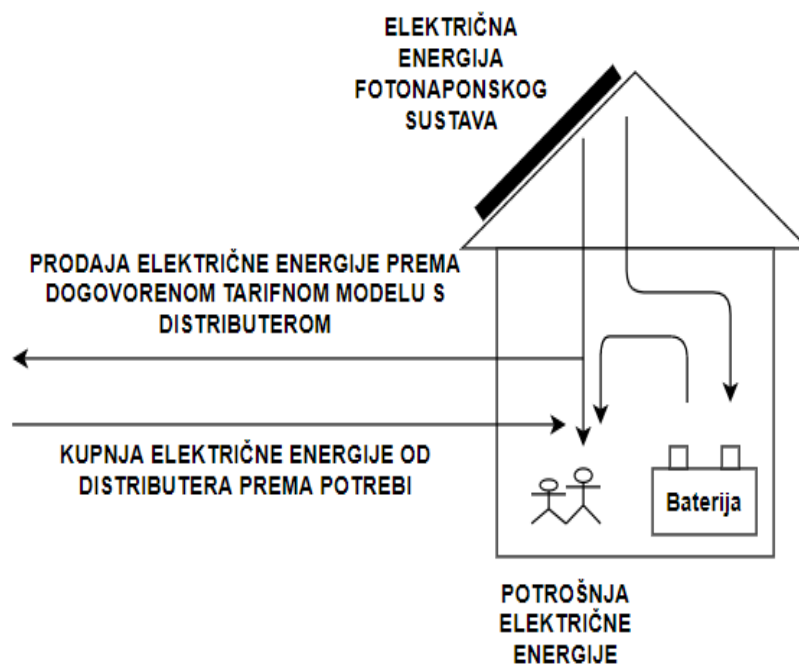 ELEKTRIČNA
ENERGIJA
FOTONAPONSKOG
SUSTAVA
PRODAJA ELEKTRIČNE ENERGIJE PREMA
DOGOVORENOM TARIFNOM MODELU S
DISTRIBUTEROM
KUPNJA ELEKTRIČNE ENERGIJE OD
DISTRIBUTERA PREMA POTREBI
Baterija
POTROŠNJA
ELEKTRIČNE
ENERGIJE